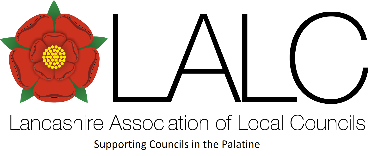 LALC
Lancashire Association of Local Councils
Supporting Councils in the Palatine